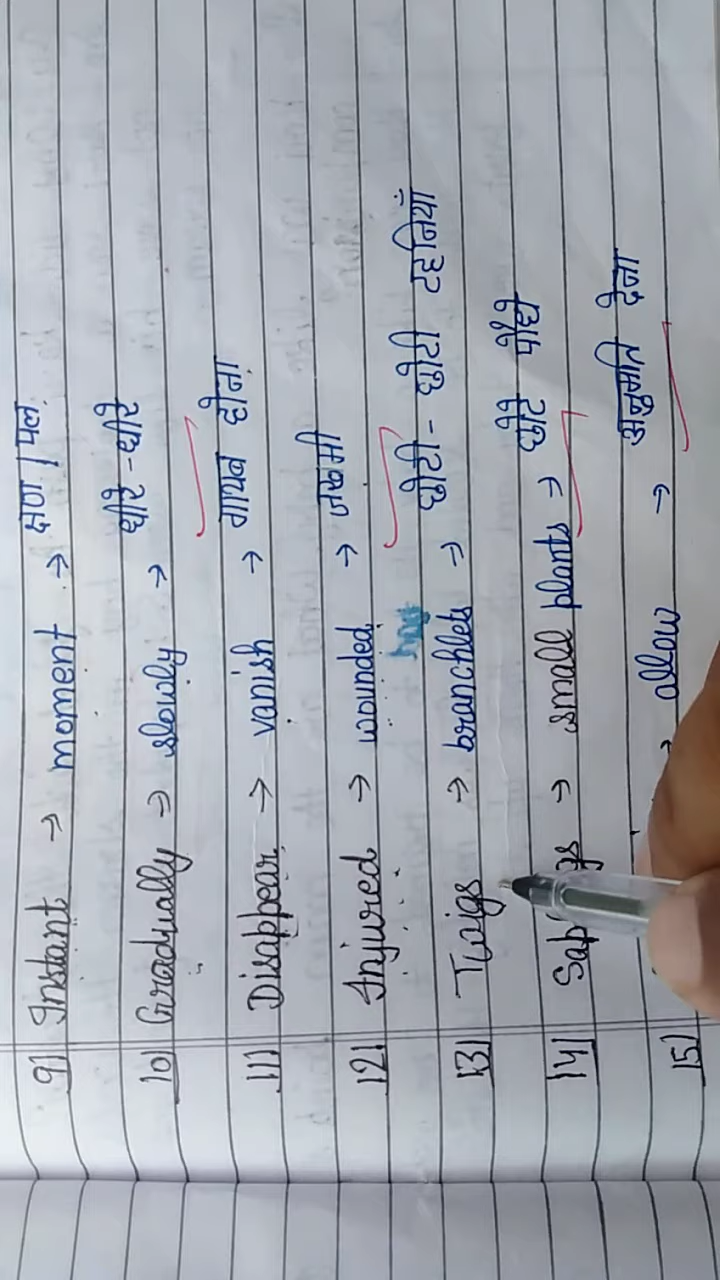 9) Instant → moment → क्षण / पल
10) Gradually → slowly → धीरे-धीरे
11) Disappear → vanish → गायब होना
12) Injured → wounded → जख्मी
13) Twigs → branchlets → छोटी-छोटी टहनियाँ
14) → small plants → छोटे पौधे
15) → allow → अनुमति देना